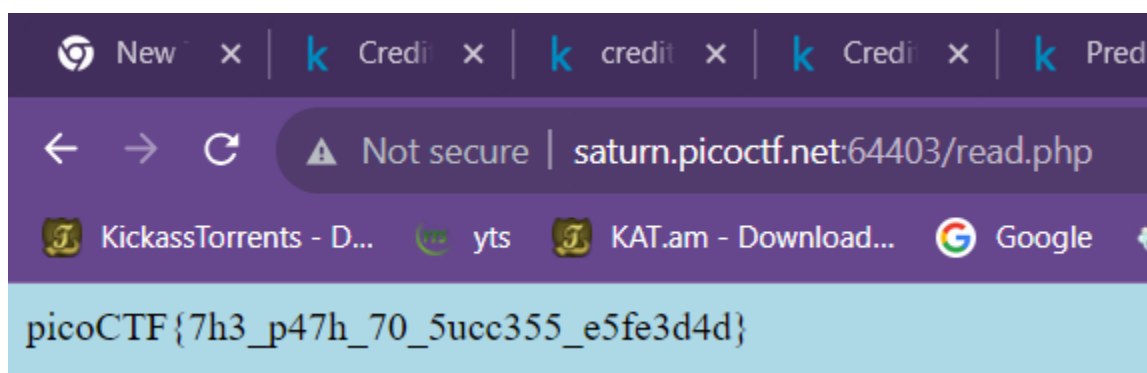 New k Credi k credit k Credi k Pred
Not secure | saturn.picoctf.net:64403/read.php
KickassTorrents - D... yts yts KAT.am - Download... Google
picoCTF{7h3_p47h_70_5ucc355_e5fe3d4d}